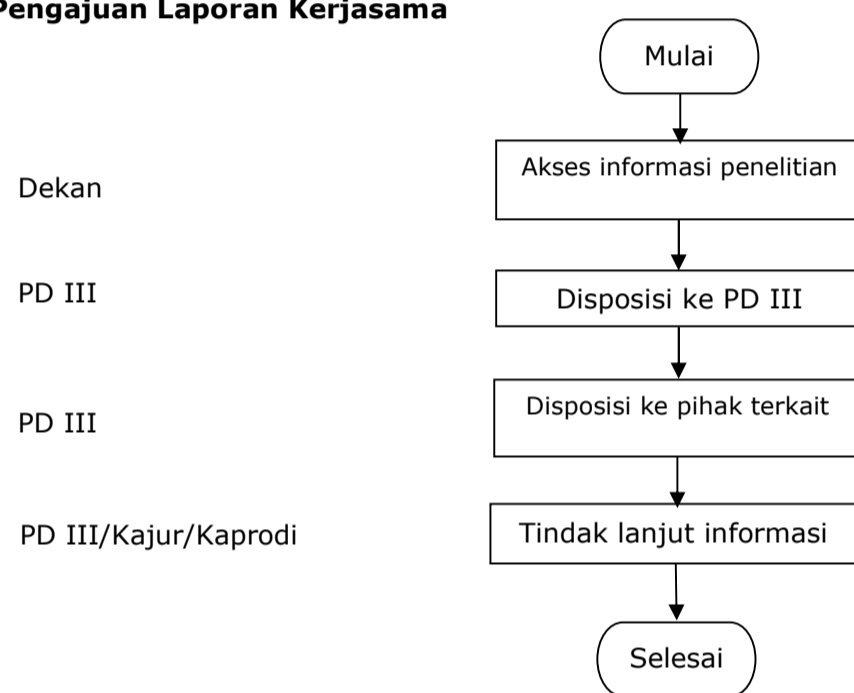 Pengajuan Laporan Kerjasama
Mulai
Dekan
Akses informasi penelitian
PD III
Disposisi ke PD III
PD III
Disposisi ke pihak terkait
PD III/Kajur/Kaprodi
Tindak lanjut informasi
Selesai